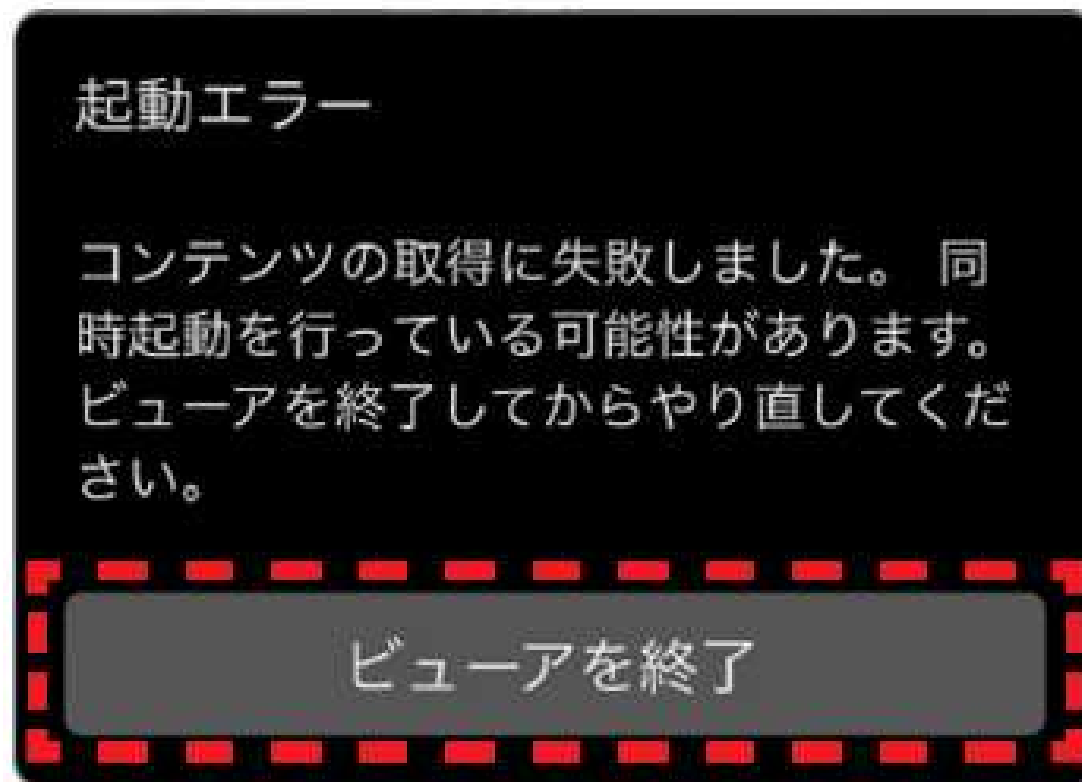 起動エラー
コンテンツの取得に失敗しました。 同
時起動を行っている可能性があります。
ビューアを終了してからやり直してくだ
さい。
ビューアを終了